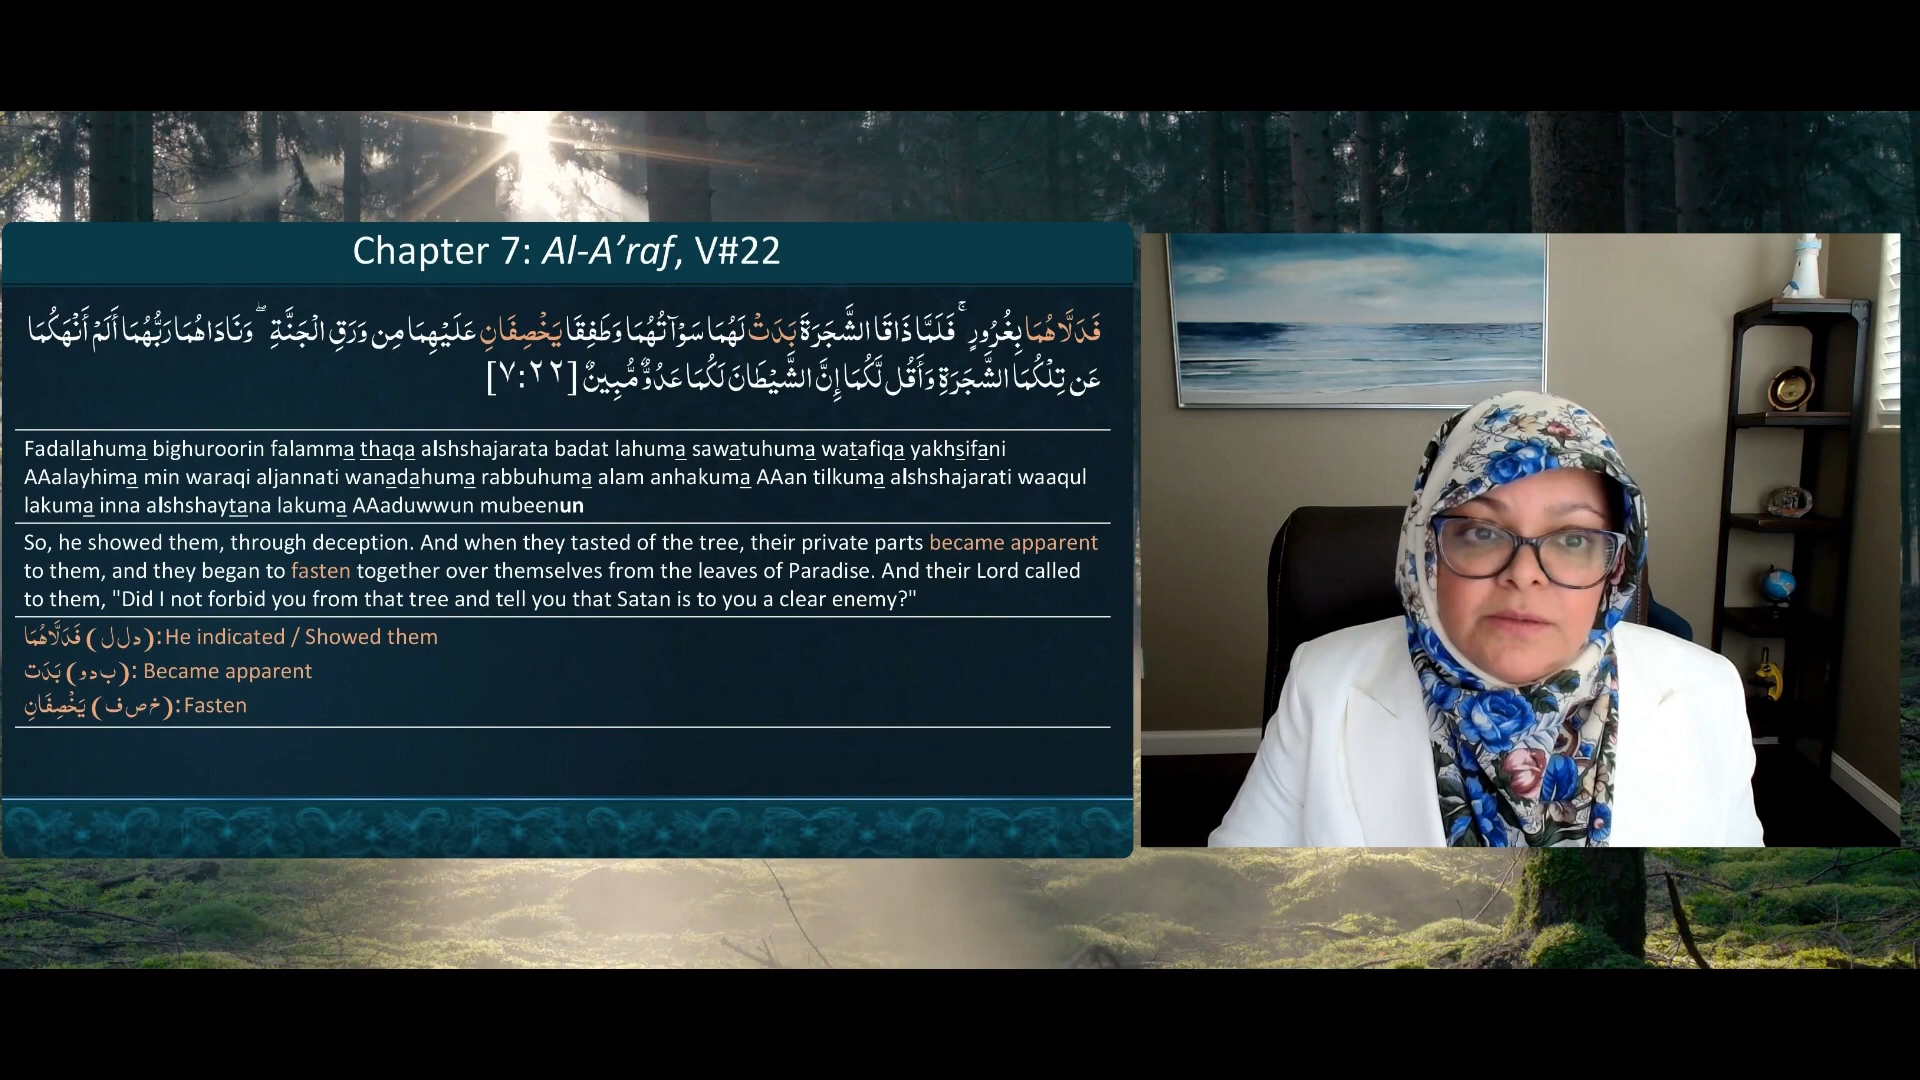 Chapter 7: Al-A’raf, V#22
فَدَلَّاهُمَا بِغُرُورٍ ۚ فَلَمَّا ذَاقَا الشَّجَرَةَ بَدَتْ لَهُمَا سَوْآتُهُمَا وَطَفِقَا يَخْصِفَانِ عَلَيْهِمَا مِن وَرَقِ الْجَنَّةِ ۖ وَنَادَاهُمَا رَبُّهُمَا أَلَمْ أَنْهَكُمَا
عَن تِلْكُمَا الشَّجَرَةِ وَأَقُل لَّكُمَا إِنَّ الشَّيْطَانَ لَكُمَا عَدُوٌّ مُّبِينٌ [٧:٢٢]
Fadallahuma bighuroorin falamma thaqa alshshajarata badat lahuma sawatuhuma watafiqa yakhsifani
AAalayhima min waraqi aljannati wanadahuma rabbuhuma alam anhakuma AAan tilkuma alshshajarati waaqul
lakuma inna alshshaytana lakuma AAaduwwun mubeenun
So, he showed them, through deception. And when they tasted of the tree, their private parts became apparent
to them, and they began to fasten together over themselves from the leaves of Paradise. And their Lord called
to them, "Did I not forbid you from that tree and tell you that Satan is to you a clear enemy?"
فَدَلَّاهُمَا (د ل ل): He indicated / Showed them
بَدَت (ب د و): Became apparent
يَخْصِفَانِ (خ ص ف): Fasten